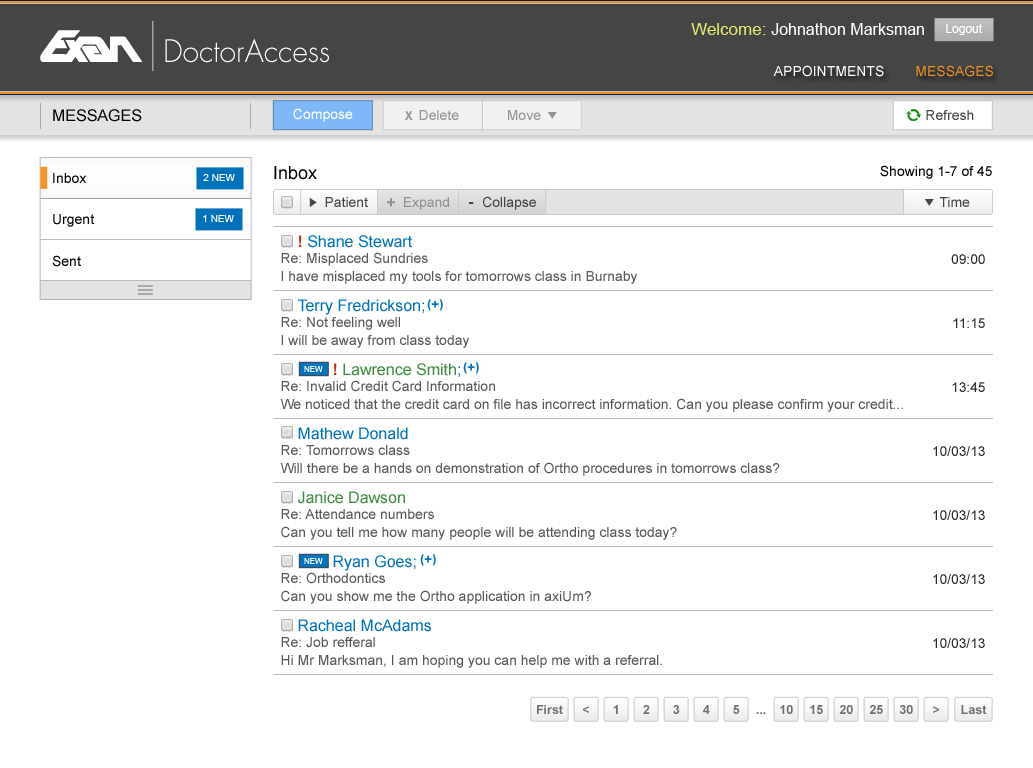 Exan DoctorAccess
Welcome: Johnathon Marksman Logout
APPOINTMENTS MESSAGES
MESSAGES Compose x Delete Move ▼ Refresh
Inbox 2 NEW
Urgent 1 NEW
Sent
Inbox Showing 1-7 of 45
▶ Patient + Expand - Collapse ▼ Time
! Shane Stewart
Re: Misplaced Sundries
09:00
I have misplaced my tools for tomorrows class in Burnaby
Terry Fredrickson;(+)
Re: Not feeling well
11:15
I will be away from class today
NEW ! Lawrence Smith;(+)
Re: Invalid Credit Card Information
13:45
We noticed that the credit card on file has incorrect information. Can you please confirm your credit...
Mathew Donald
Re: Tomorrows class
10/03/13
Will there be a hands on demonstration of Ortho procedures in tomorrows class?
Janice Dawson
Re: Attendance numbers
10/03/13
Can you tell me how many people will be attending class today?
NEW Ryan Goes; (+)
Re: Orthodontics
10/03/13
Can you show me the Ortho application in axiUm?
Racheal McAdams
Re: Job refferal
10/03/13
Hi Mr Marksman, I am hoping you can help me with a referral.
First < 1 2 3 4 5 ... 10 15 20 25 30 > Last